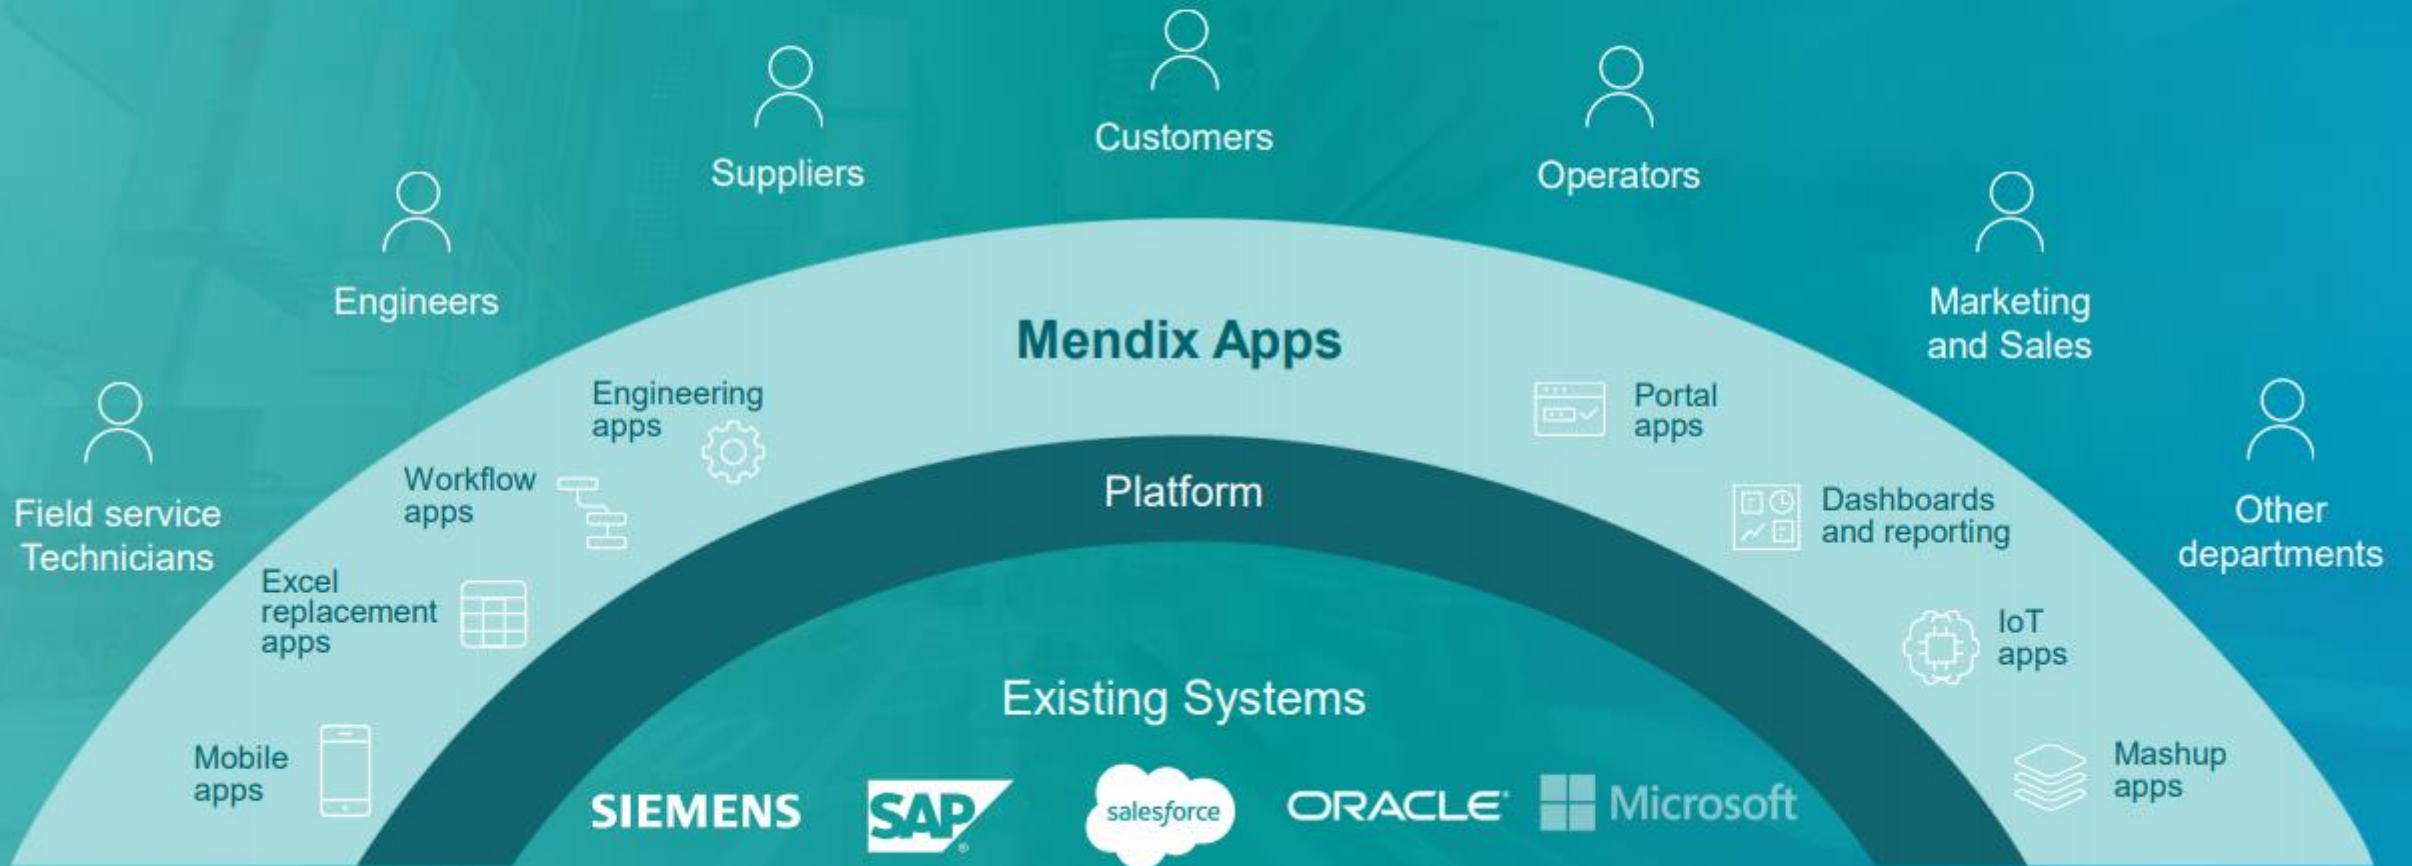 Customers
Suppliers
Operators
Engineers
Marketing
and Sales
Field service
Technicians
Other
departments
Mendix Apps
Engineering
apps
Workflow
apps
Excel
replacement
apps
Mobile
apps
Portal
apps
Dashboards
and reporting
IoT
apps
Mashup
apps
Platform
Existing Systems
SIEMENS
SAP®
salesforce
ORACLE®
Microsoft